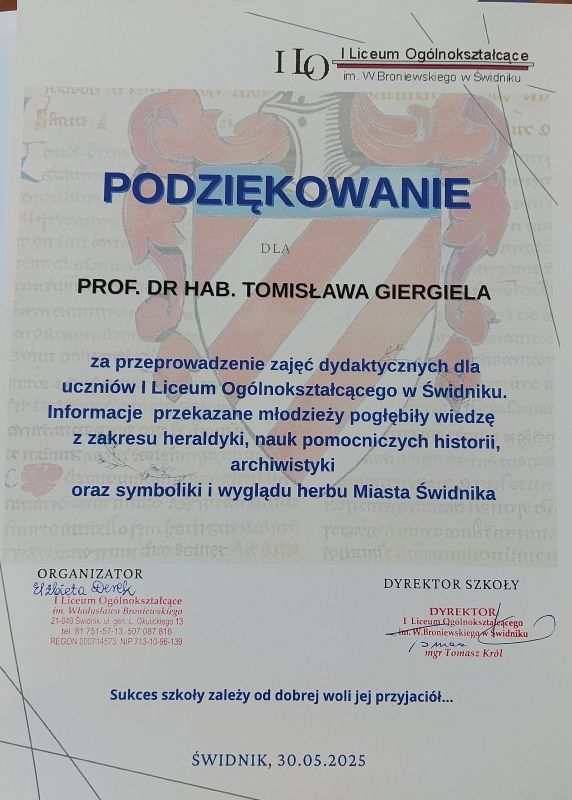 I LO I Liceum Ogólnokształcące
im. W.Broniewskiego w Świdniku
PODZIĘKOWANIE
DLA
PROF. DR HAB. TOMISŁAWA GIERGIELA
za przeprowadzenie zajęć dydaktycznych dla
uczniów I Liceum Ogólnokształcącego w Świdniku.
Informacje przekazane młodzieży pogłębiły wiedzę
z zakresu heraldyki, nauk pomocniczych historii,
archiwistyki
oraz symboliki i wyglądu herbu Miasta Świdnika
ORGANIZATOR
Elżbieta Derek
I Liceum Ogólnokształcące
im. Władysława Broniewskiego
21-040 Świdnik, ul. gen. L. Okulickiego 13
tel. 81 751-57-13, 507 087 816
REGON 000714573; NIP 713-10-96-139
DYREKTOR SZKOŁY
DYREKTOR
I Liceum Ogólnokształcącego
im. W.Broniewskiego w Świdniku
mgr Tomasz Król
Sukces szkoły zależy od dobrej woli jej przyjaciół...
ŚWIDNIK, 30.05.2025